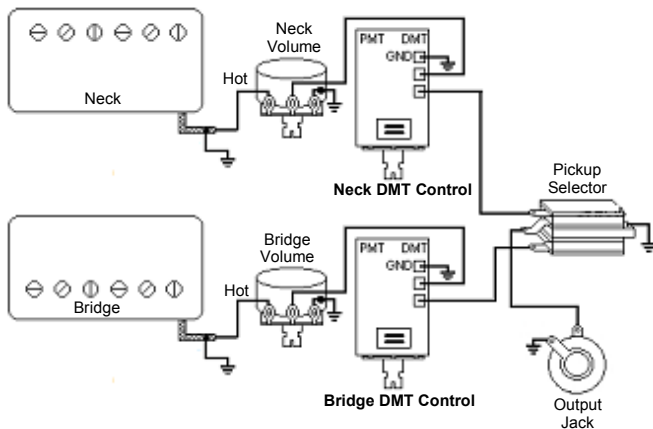 Neck
Volume
PMT DMT
GND
Hot
Neck
Neck DMT Control
Pickup
Selector
Bridge
Volume
PMT DMT
GND
Hot
Bridge
Bridge DMT Control
Output
Jack